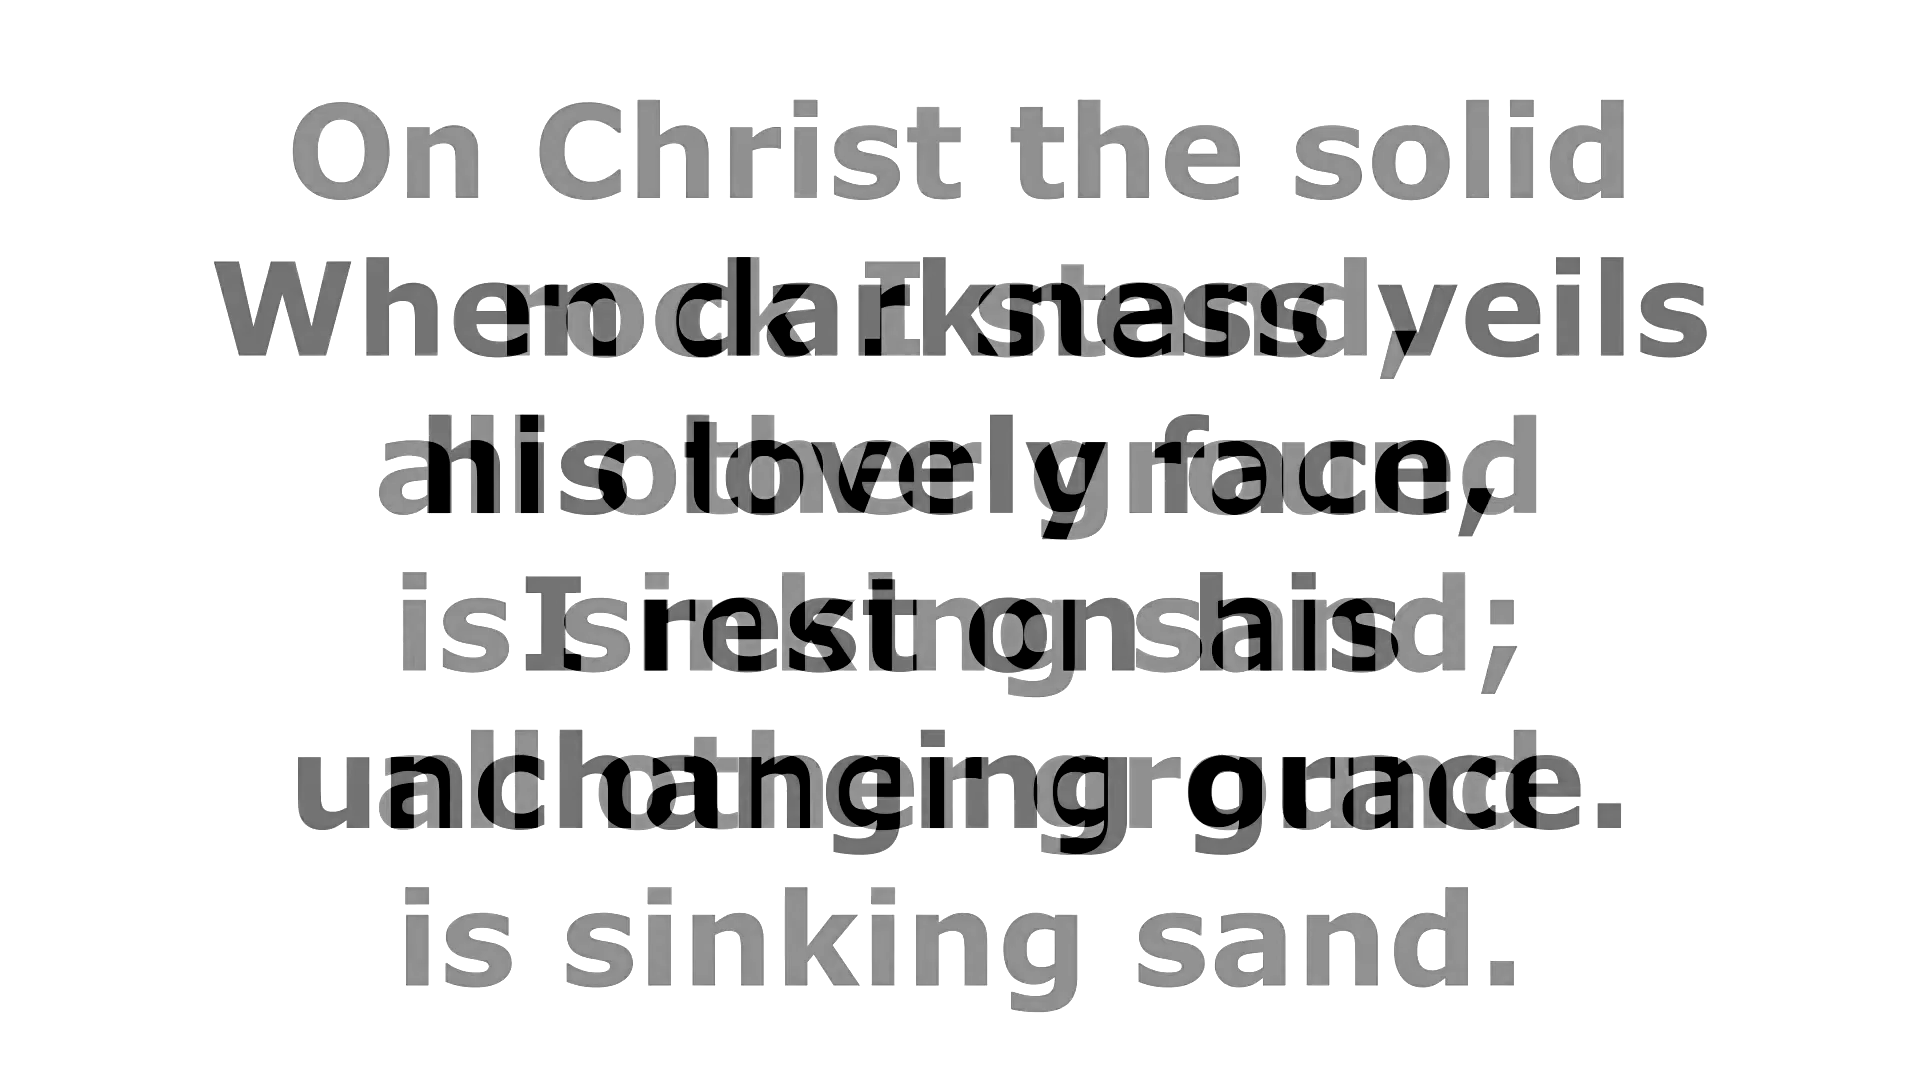 On Christ the solid
rock I stand,
all other ground
is sinking sand;
all other ground
is sinking sand.
When darkness veils
his lovely face,
I rest on his
unchanging grace.